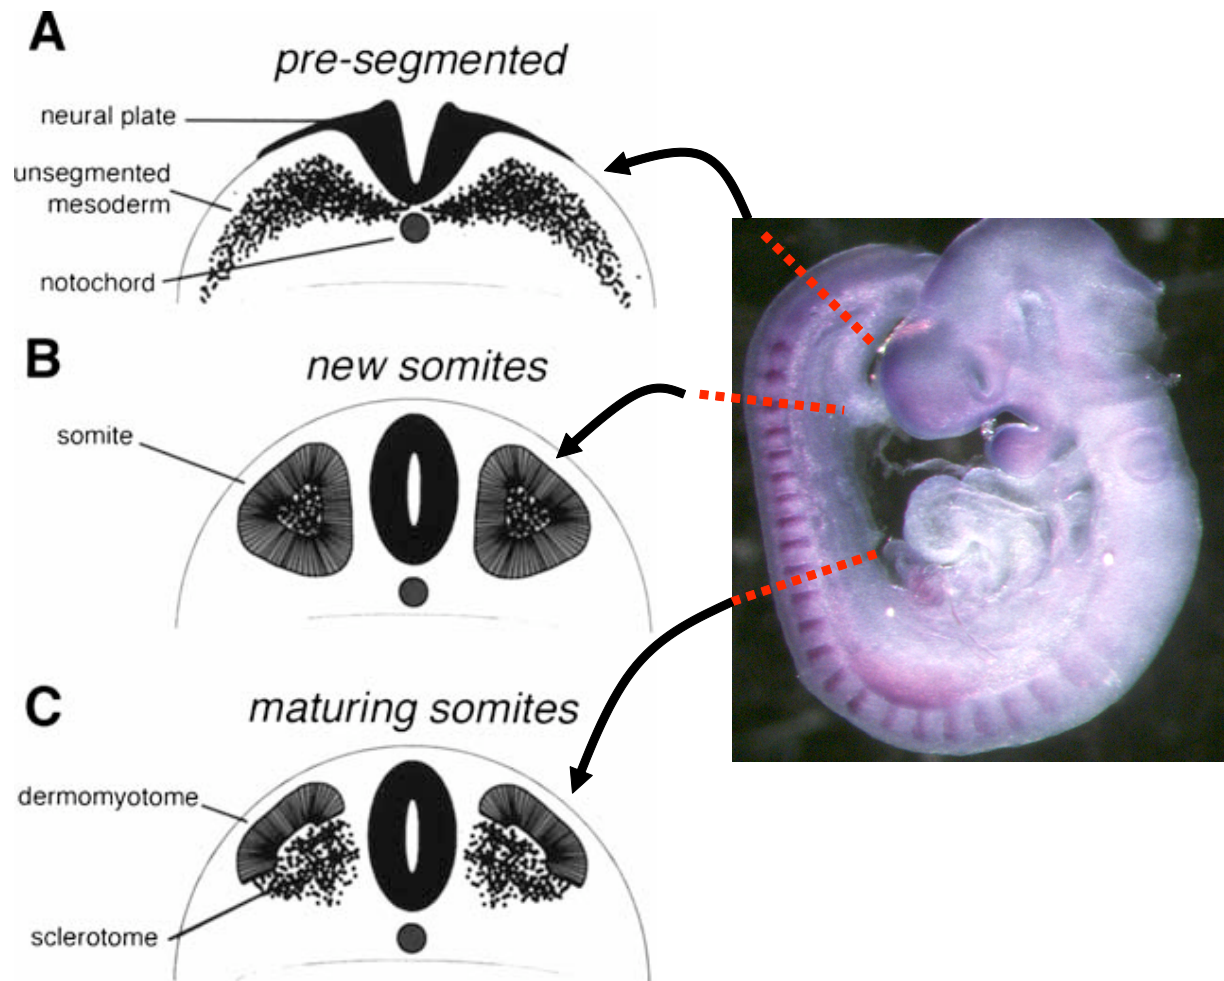 A
pre-segmented
neural plate
unsegmented
mesoderm
notochord
B
new somites
somite
C
maturing somites
dermomyotome
sclerotome